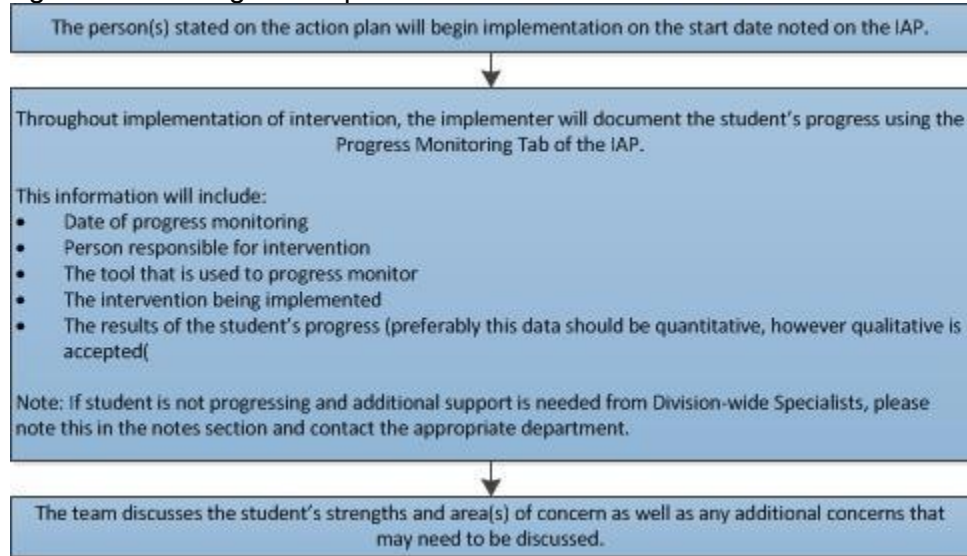 The person(s) stated on the action plan will begin implementation on the start date noted on the IAP.
Throughout implementation of intervention, the implementer will document the student's progress using the
Progress Monitoring Tab of the IAP.
This information will include:
• Date of progress monitoring
• Person responsible for intervention
• The tool that is used to progress monitor
• The intervention being implemented
• The results of the student's progress (preferably this data should be quantitative, however qualitative is
accepted(
Note: If student is not progressing and additional support is needed from Division-wide Specialists, please
note this in the notes section and contact the appropriate department.
The team discusses the student's strengths and area(s) of concern as well as any additional concerns that
may need to be discussed.